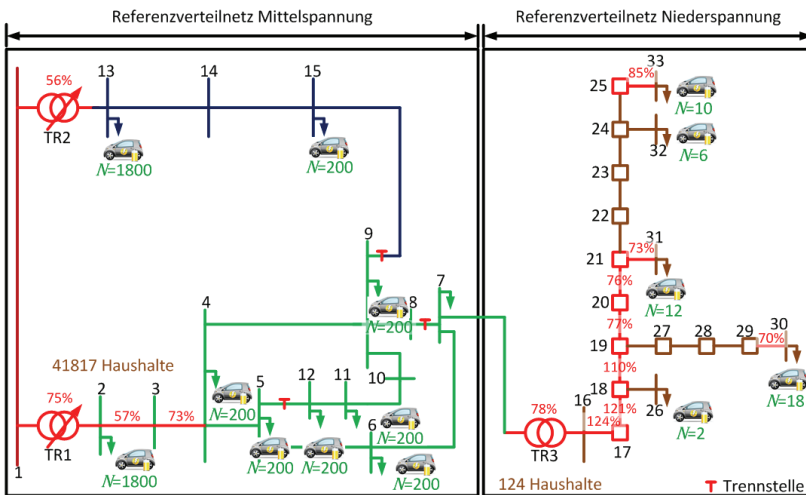 Referenzverteilnetz Mittelspannung
Referenzverteilnetz Niederspannung
56%
TR2
13
14
15
N=1800
N=200
9
8
7
N=200
10
4
N=200
41817 Haushalte
75%
TR1
1
2
57%
3
73%
N=1800
5
12
11
N=200
N=200
N=200
6
N=200
25
85%
33
N=10
24
32
N=6
23
22
21
73%
31
N=12
76%
20
77%
19
27
28
29
70%
30
N=18
110%
18
26
N=2
121%
124%
17
16
78%
TR3
124 Haushalte
Trennstelle